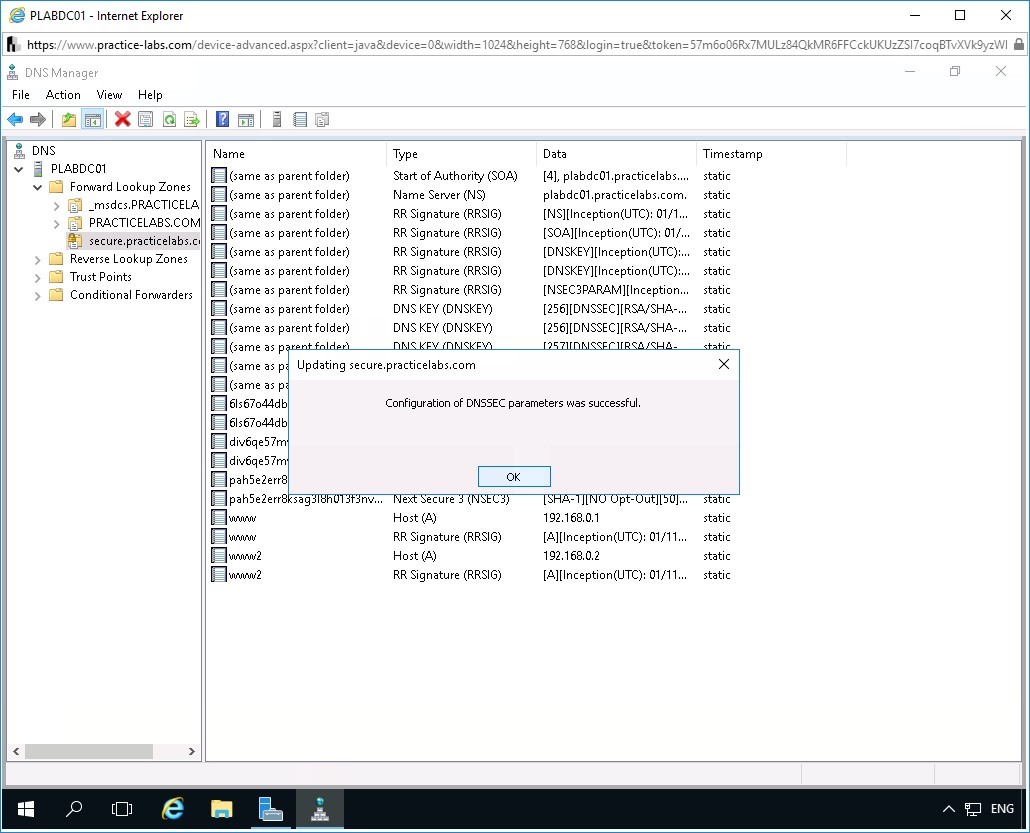 PLABDC01 - Internet Explorer
https://www.practice-labs.com/device-advanced.aspx?client=java&device=0&width=1024&height=768&login=true&token=57m6o06Rx7MULz84QkMR6FFCckUKUzZSI7coqBTvXVk9yzWl
DNS Manager
File Action View Help
DNS
PLABDC01
Forward Lookup Zones
_msdcs.PRACTICELA
PRACTICELABS.COM
secure.practicelabs.co
Reverse Lookup Zones
Trust Points
Conditional Forwarders
Name Type Data Timestamp
(same as parent folder) Start of Authority (SOA) [4], plabdc01.practicelabs.... static
(same as parent folder) Name Server (NS) plabdc01.practicelabs.com. static
(same as parent folder) RR Signature (RRSIG) [NS][Inception(UTC): 01/1... static
(same as parent folder) RR Signature (RRSIG) [SOA][Inception(UTC): 01/... static
(same as parent folder) RR Signature (RRSIG) [DNSKEY][Inception(UTC):... static
(same as parent folder) RR Signature (RRSIG) [DNSKEY][Inception(UTC):... static
(same as parent folder) RR Signature (RRSIG) [NSEC3PARAM][Inception... static
(same as parent folder) DNS KEY (DNSKEY) [256][DNSSEC][RSA/SHA-... static
(same as parent folder) DNS KEY (DNSKEY) [256][DNSSEC][RSA/SHA-... static
(same as parent folder) DNS KEY (DNSKEY) [257][DNSSEC][RSA/SHA-... static
(same as pa
(same as pa
6ls67o44db
6ls67o44db
div6qe57m
div6qe57m
pah5e2err8
pah5e2err8ksag3l8h013f3nv... Next Secure 3 (NSEC3) [SHA-1][NO Opt-Out][50]... static
www Host (A) 192.168.0.1 static
www RR Signature (RRSIG) [A][Inception(UTC): 01/11... static
www2 Host (A) 192.168.0.2 static
www2 RR Signature (RRSIG) [A][Inception(UTC): 01/11... static
Updating secure.practicelabs.com
Configuration of DNSSEC parameters was successful.
OK
ENG